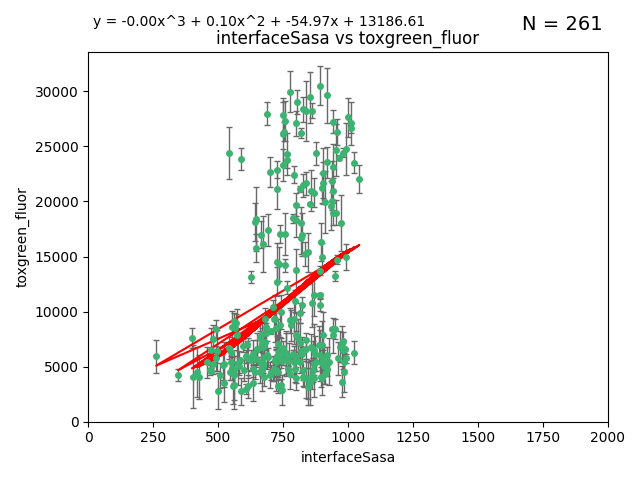 y = -0.00x^3 + 0.10x^2 + -54.97x + 13186.61
N = 261
interfaceSasa vs toxgreen_fluor
30000
25000
20000
15000
10000
5000
0
toxgreen_fluor
0 250 500 750 1000 1250 1500 1750 2000
interfaceSasa